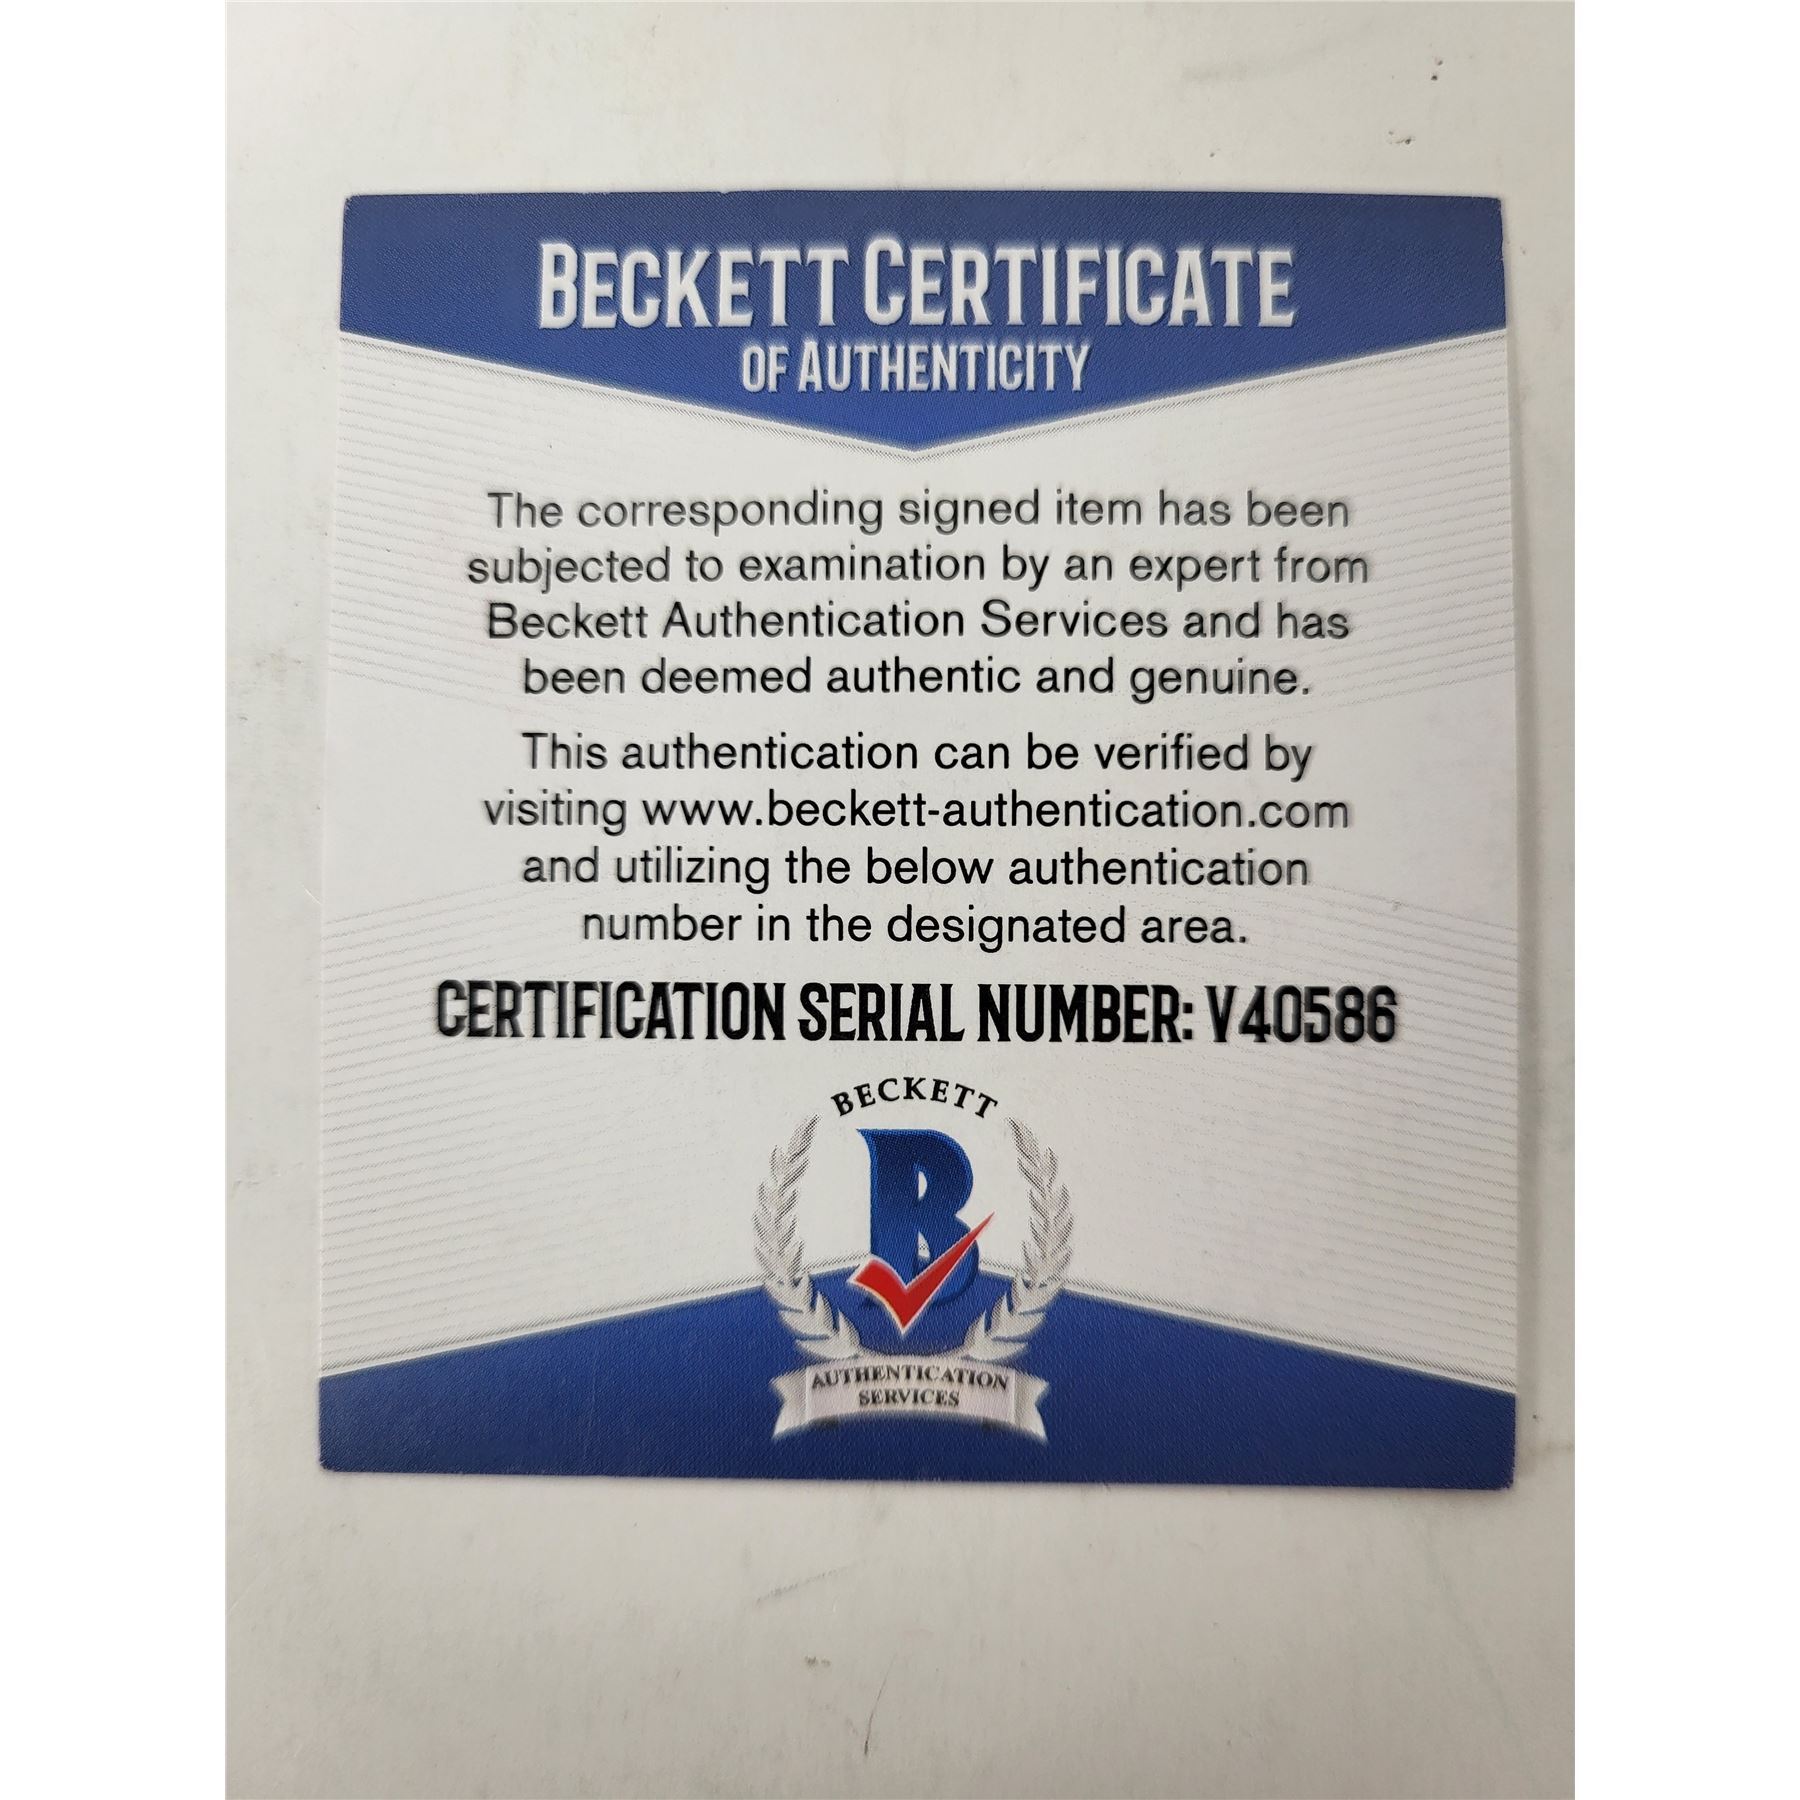 BECKETT CERTIFICATE
OF AUTHENTICITY
The corresponding signed item has been
subjected to examination by an expert from
Beckett Authentication Services and has
been deemed authentic and genuine.
This authentication can be verified by
visiting www.beckett-authentication.com
and utilizing the below authentication
number in the designated area.
CERTIFICATION SERIAL NUMBER: V40586
BECKETT
B
AUTHENTICATION
SERVICES